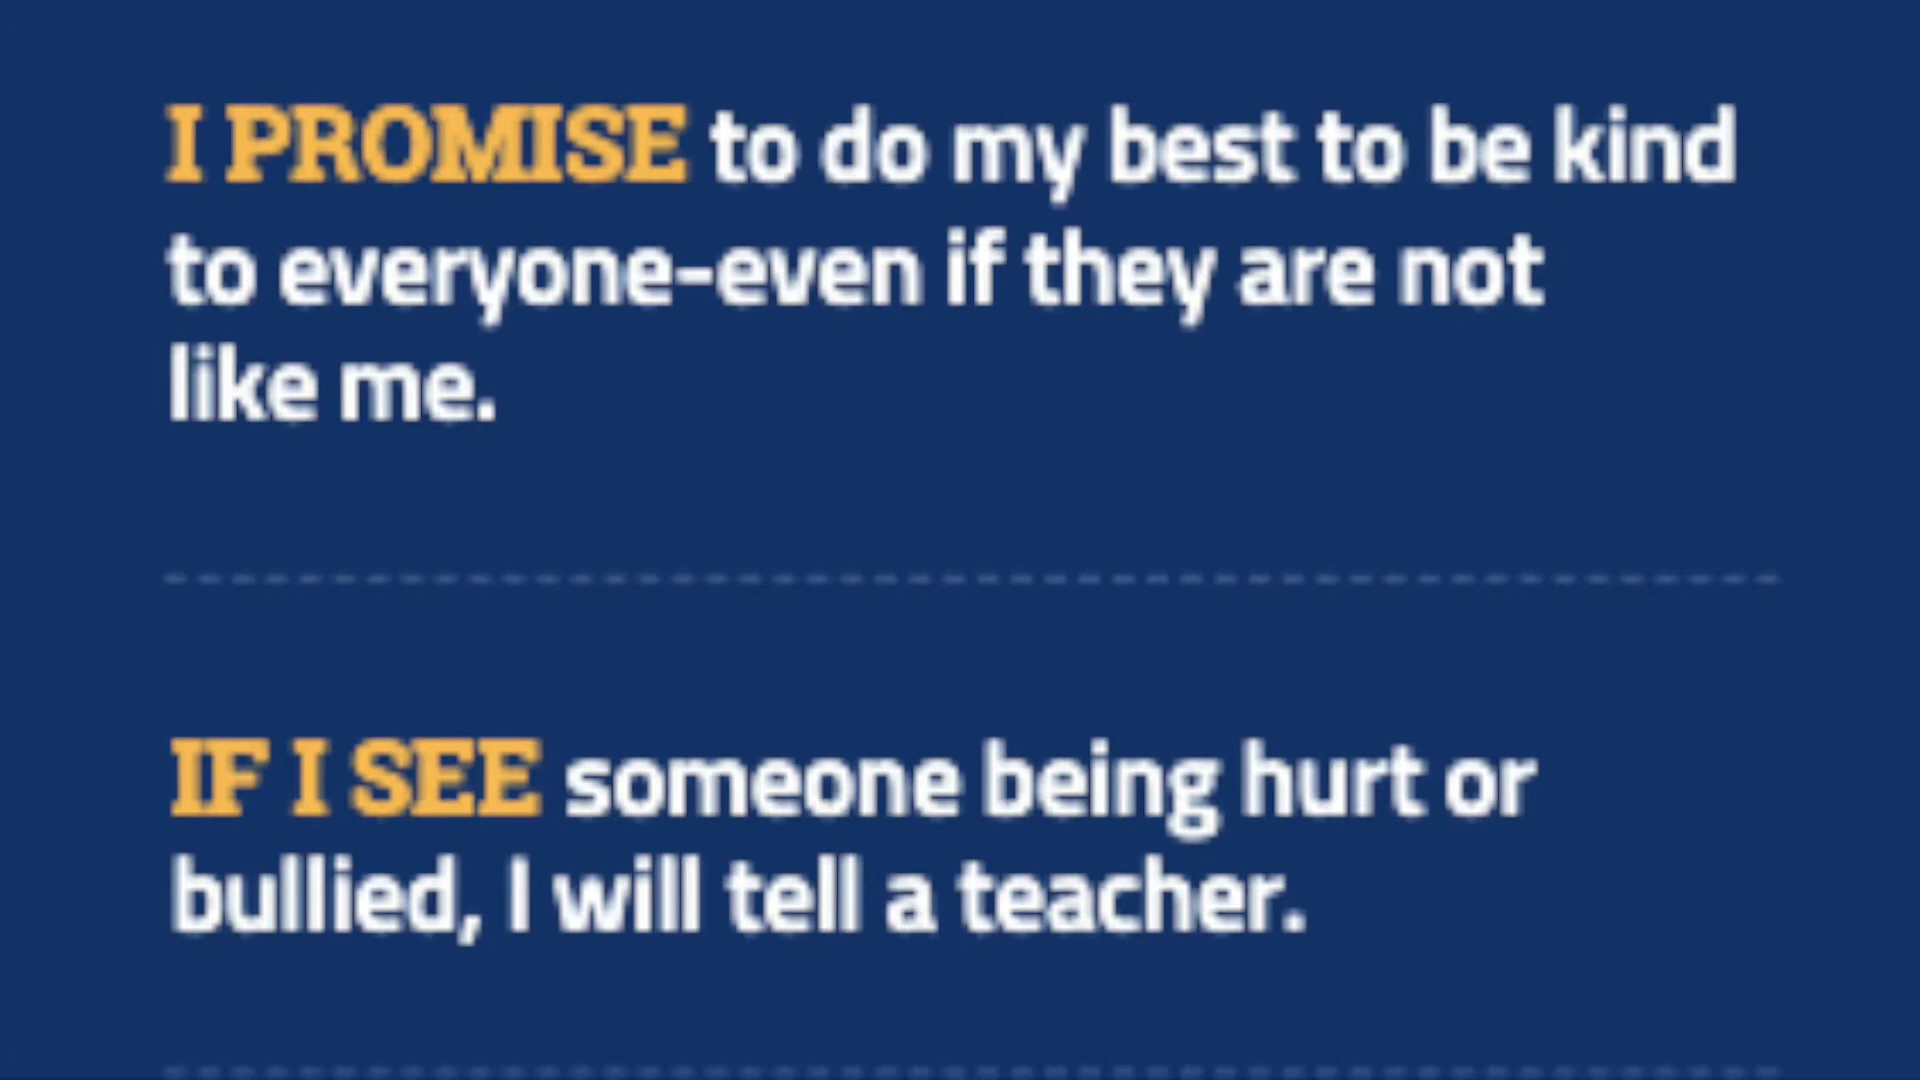 I PROMISE to do my best to be kind
to everyone-even if they are not
like me.
IF I SEE someone being hurt or
bullied, I will tell a teacher.